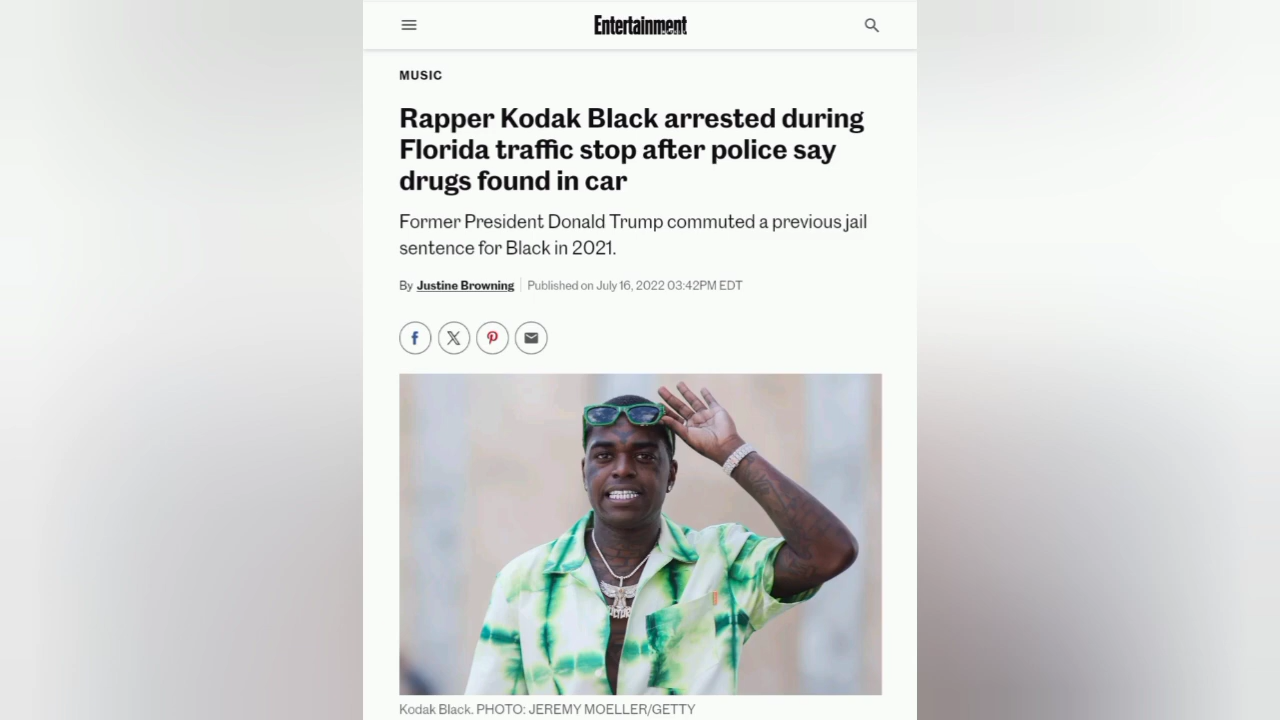 Entertainment
MUSIC
Rapper Kodak Black arrested during
Florida traffic stop after police say
drugs found in car
Former President Donald Trump commuted a previous jail
sentence for Black in 2021.
By Justine Browning | Published on July 16, 2022 03:42PM EDT
Kodak Black. PHOTO: JEREMY MOELLER/GETTY